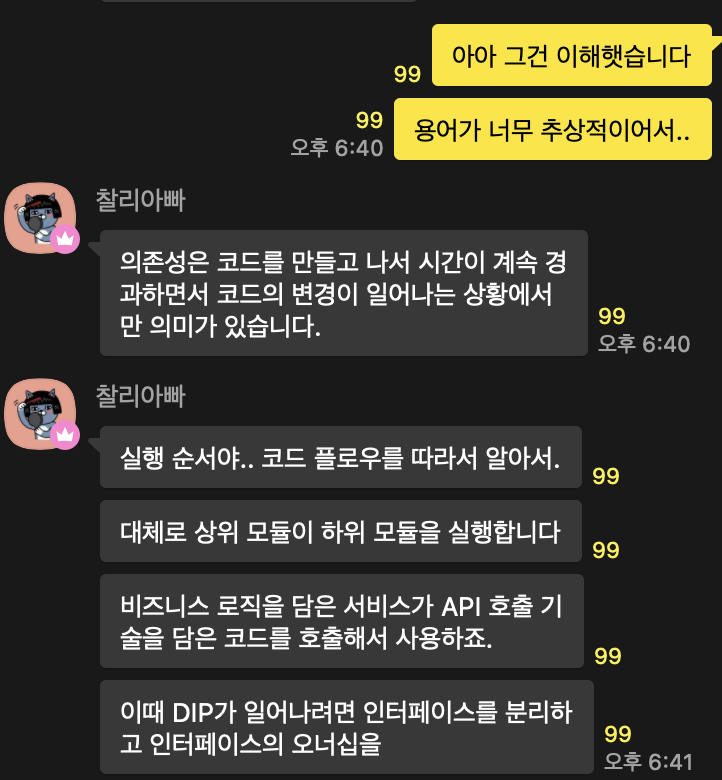 아아 그건 이해햇습니다
99
99
오후 6:40
용어가 너무 추상적이어서..
찰리아빠
의존성은 코드를 만들고 나서 시간이 계속 경
과하면서 코드의 변경이 일어나는 상황에서
만 의미가 있습니다.
99
오후 6:40
찰리아빠
실행 순서야.. 코드 플로우를 따라서 알아서.
99
대체로 상위 모듈이 하위 모듈을 실행합니다
99
비즈니스 로직을 담은 서비스가 API 호출 기
술을 담은 코드를 호출해서 사용하죠.
99
이때 DIP가 일어나려면 인터페이스를 분리하
고 인터페이스의 오너십을
99
오후 6:41